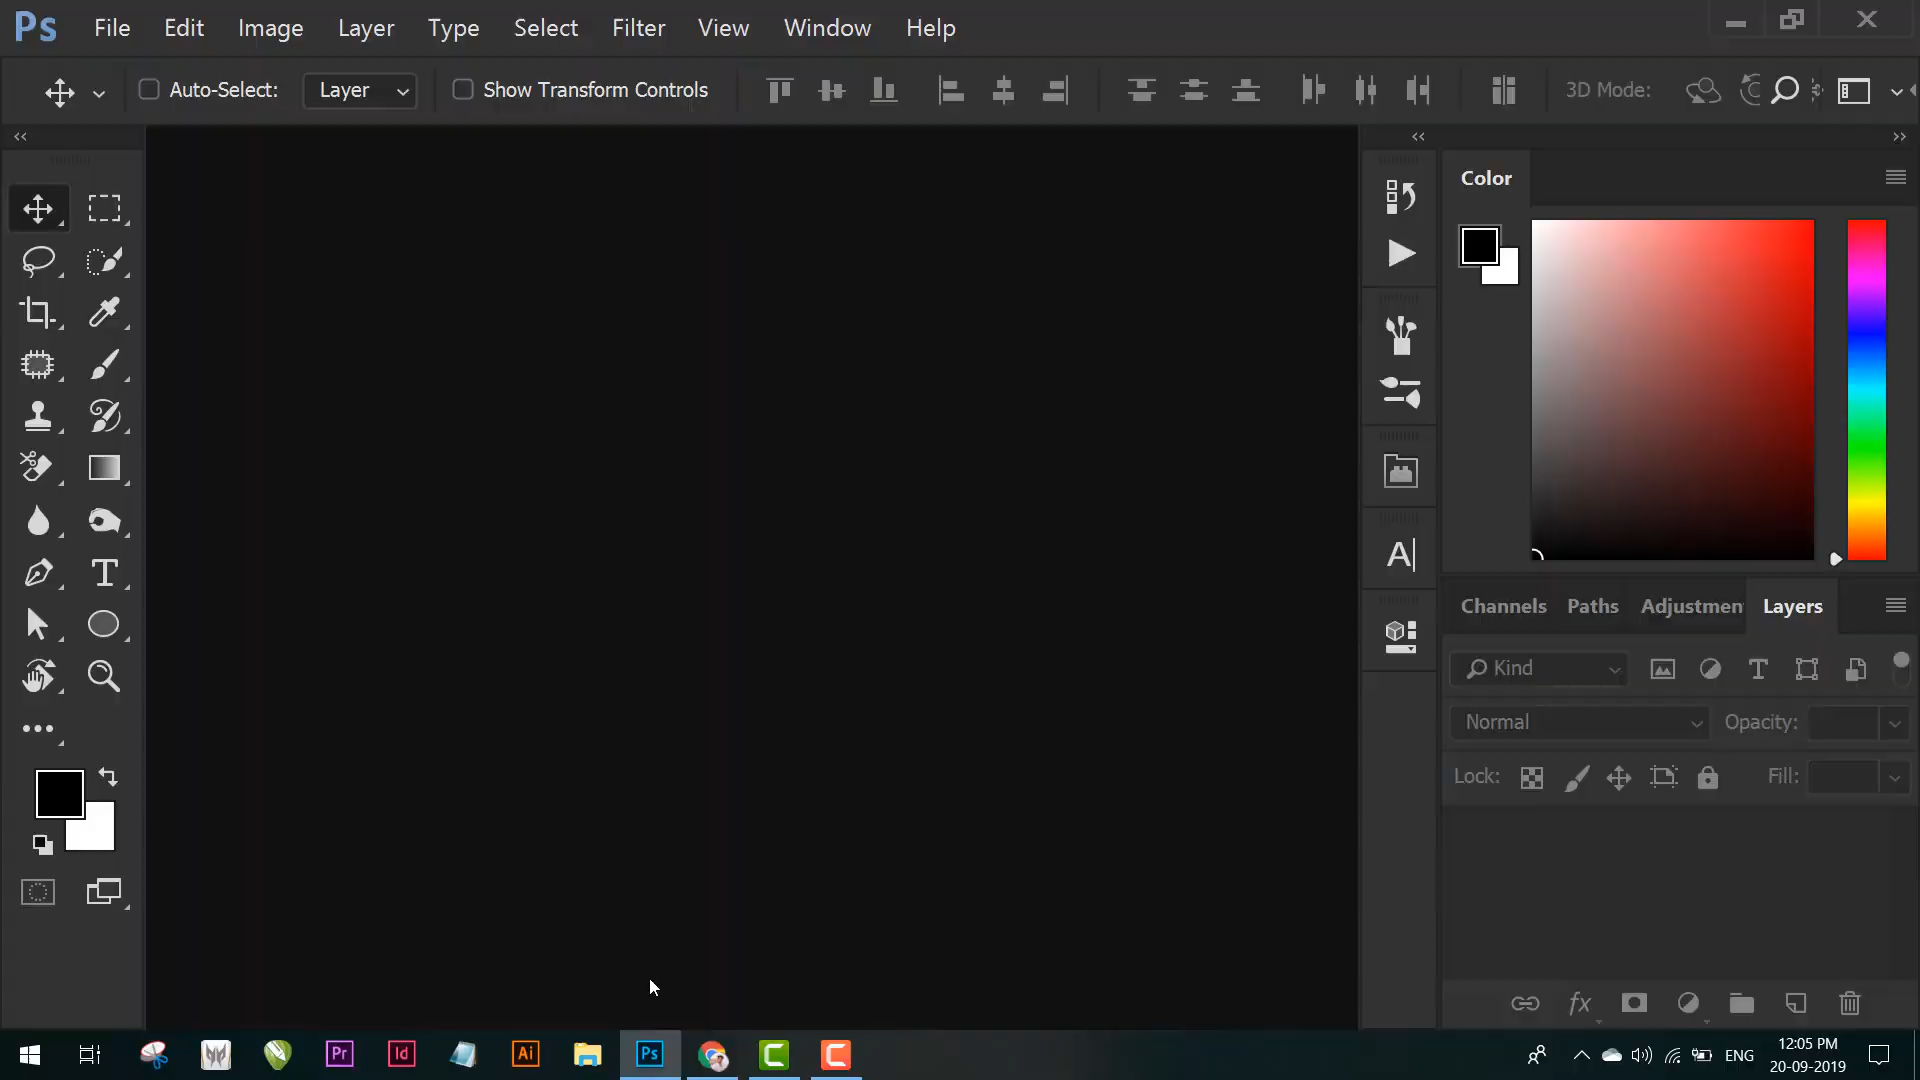 Ps File Edit Image Layer Type Select Filter View Window Help
Auto-Select: Layer Show Transform Controls 3D Mode:
Color
A
T
Channels Paths Adjustmen Layers
Kind T
Normal Opacity:
Lock: Fill:
fx
Pr Id Ai Ps ENG 12:05 PM
20-09-2019